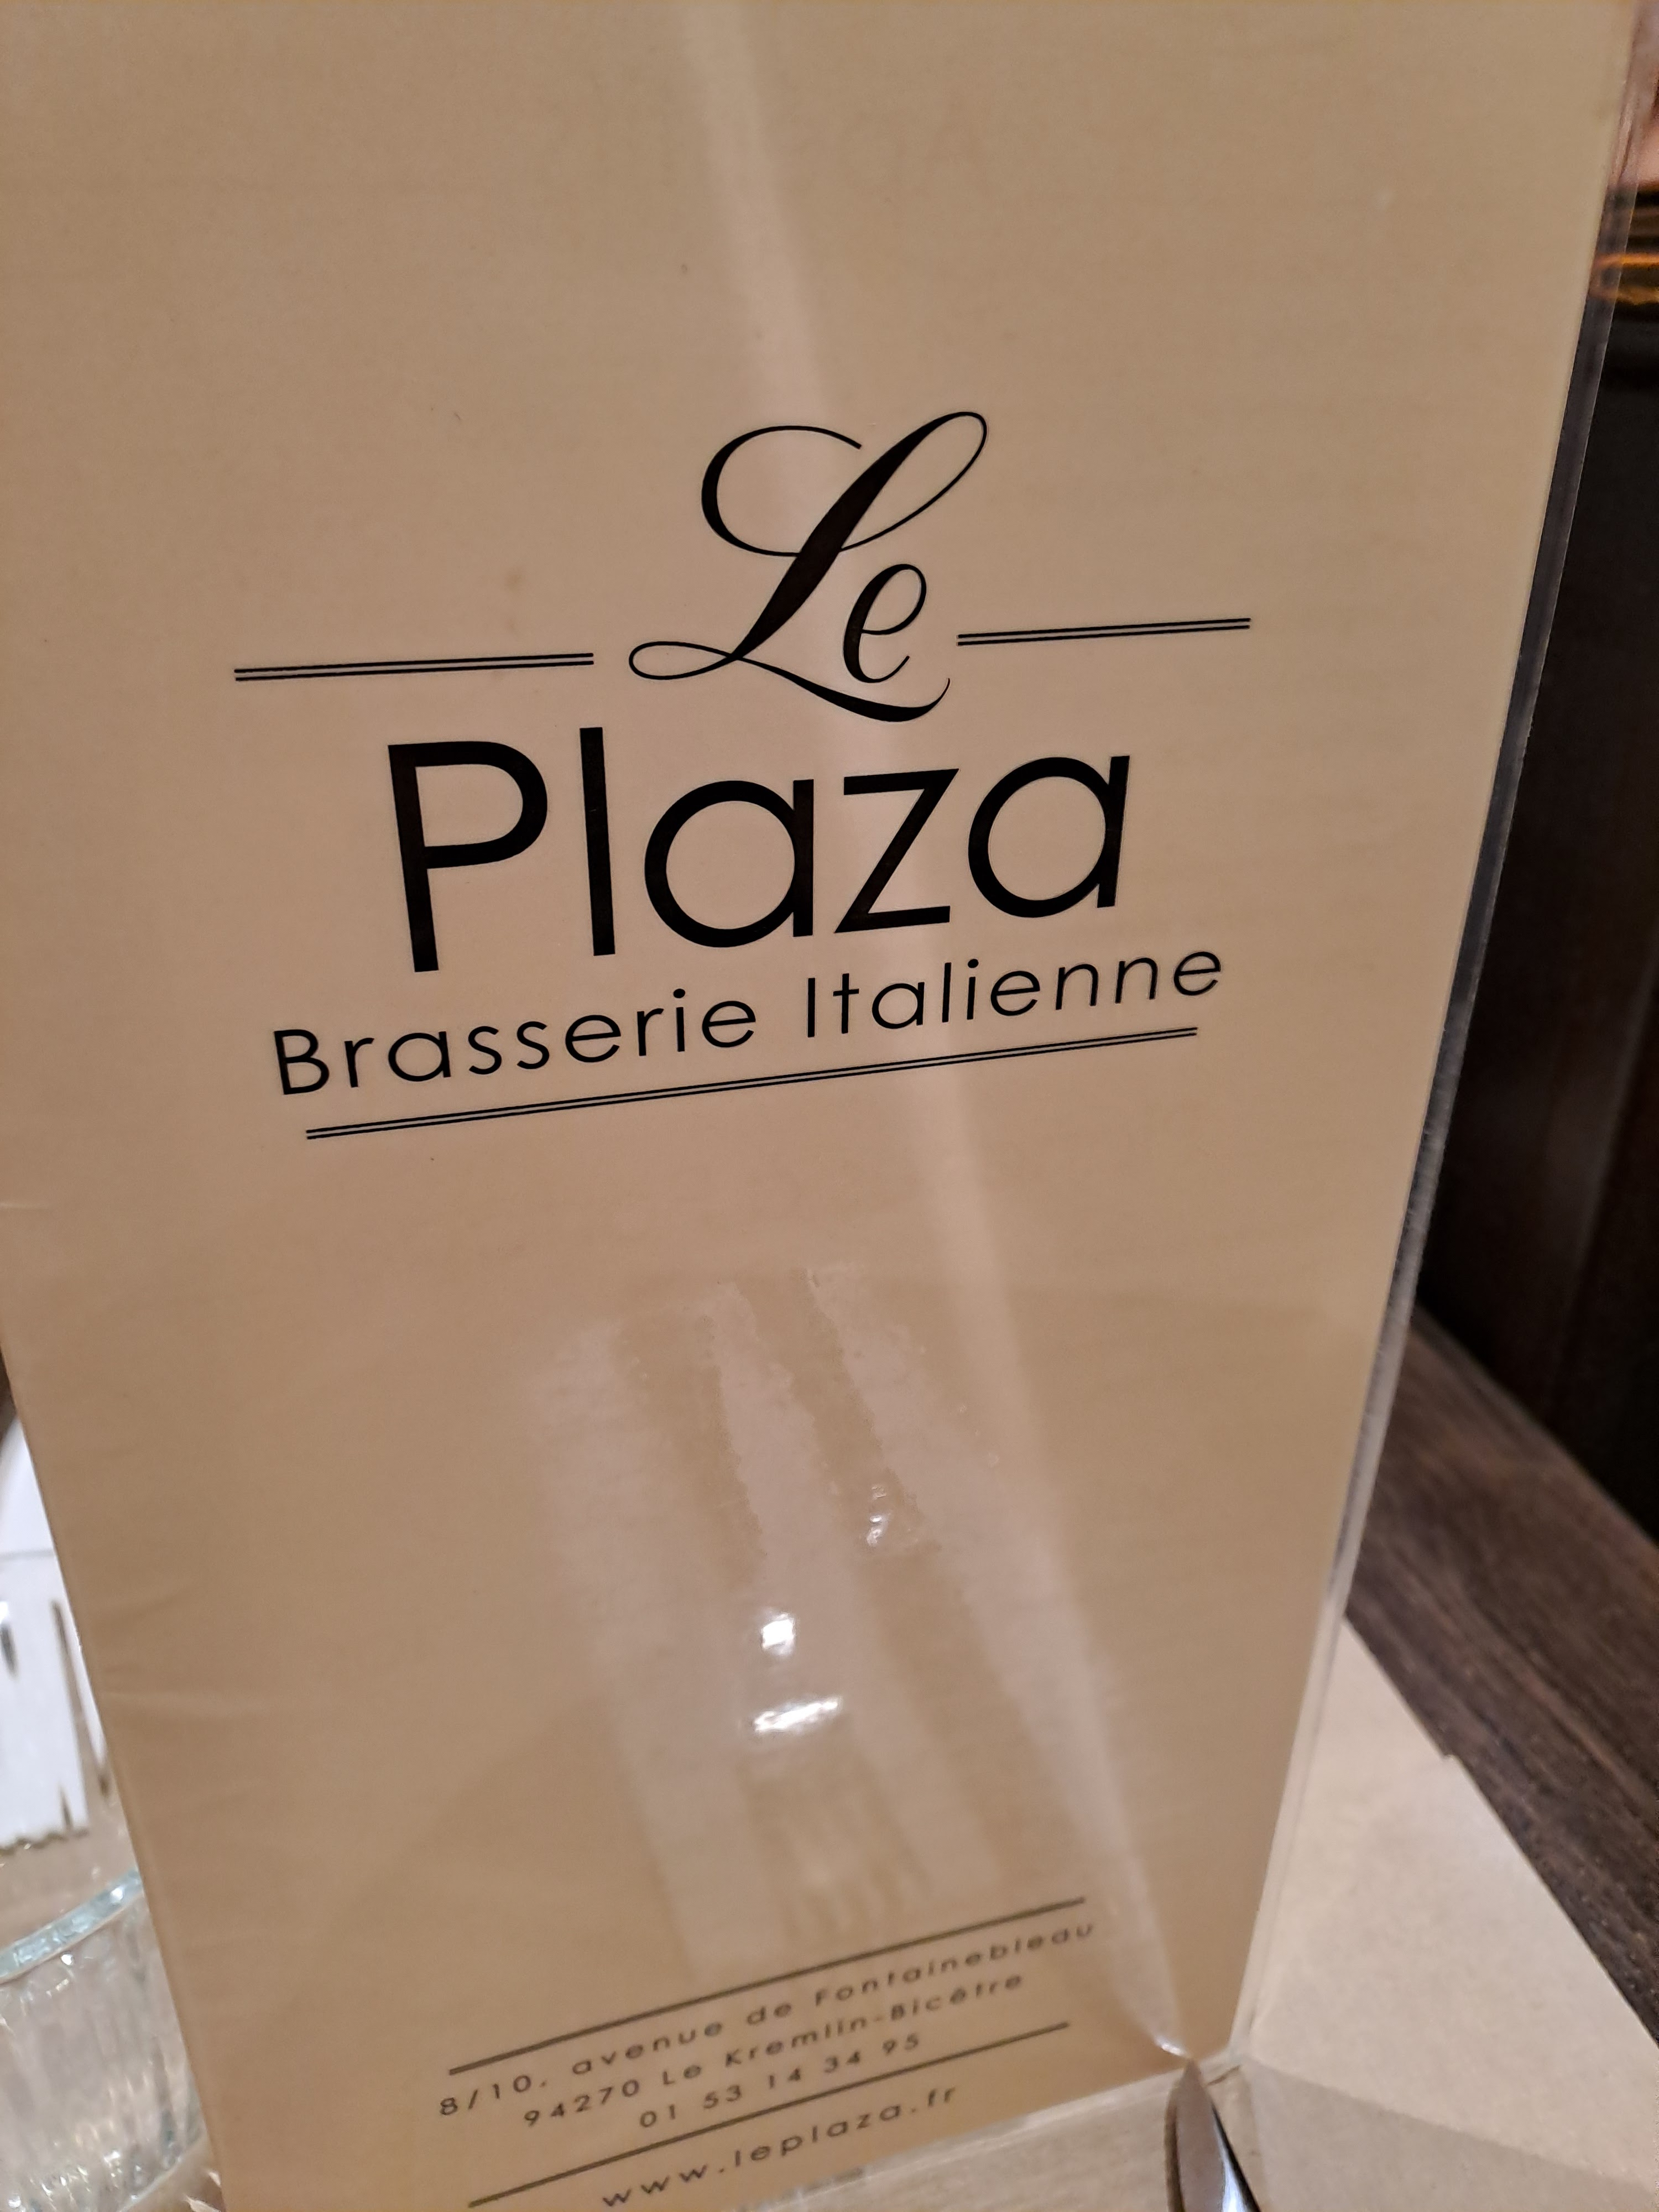 Le
Plaza
Brasserie Italienne
8/10, avenue de Fontainebleau
94270 Le Kremlin-Bicêtre
01 53 14 34 95
www.leplaza.fr